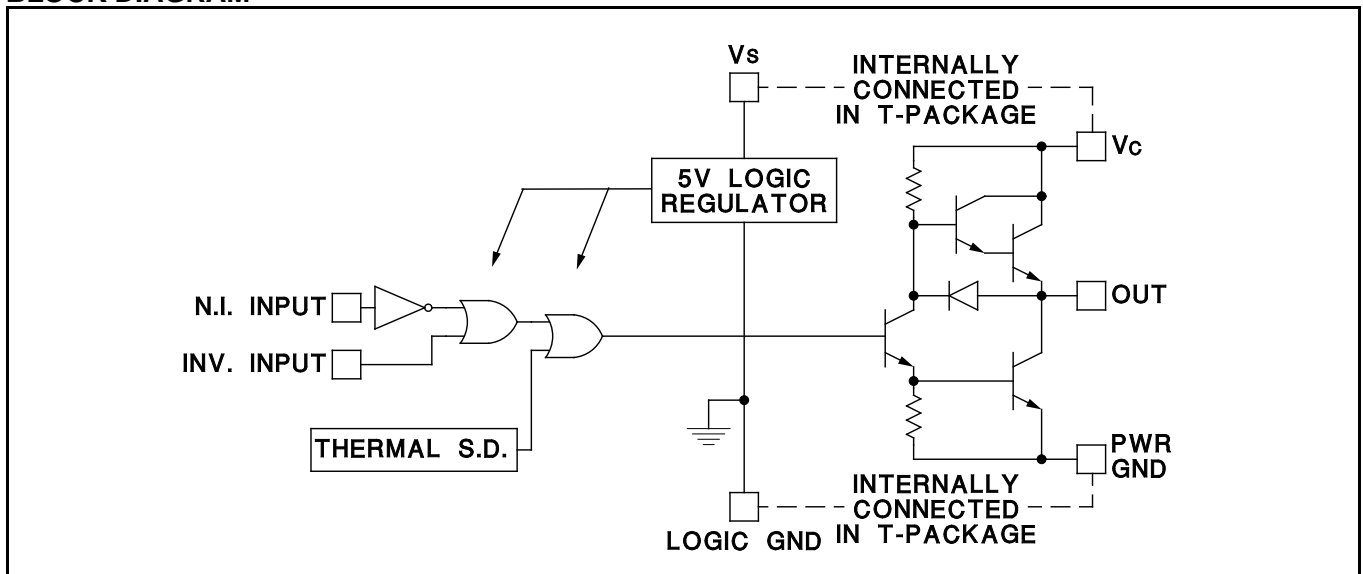 BLOCK DIAGRAM
Vs
INTERNALLY
CONNECTED
IN T-PACKAGE
Vc
5V LOGIC
REGULATOR
N.I. INPUT
OUT
INV. INPUT
THERMAL S.D.
PWR
GND
INTERNALLY
CONNECTED
IN T-PACKAGE
LOGIC GND